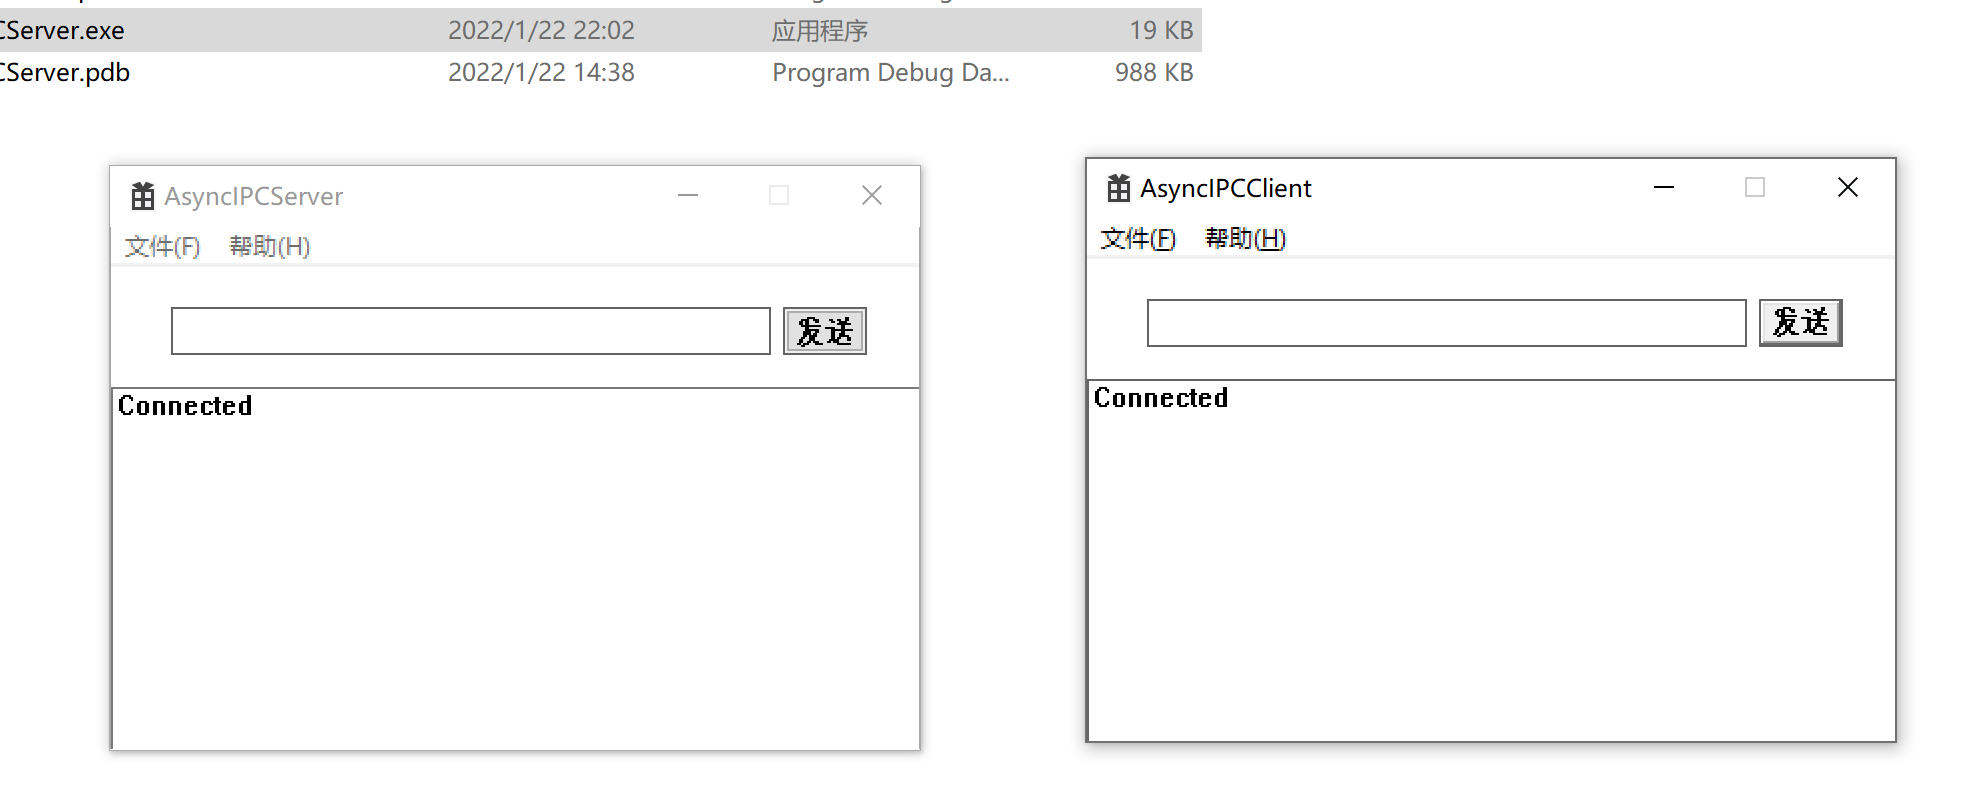 CServer.exe 2022/1/22 22:02 应用程序 19 KB
CServer.pdb 2022/1/22 14:38 Program Debug Da... 988 KB
AsyncIPCServer
文件(F) 帮助(H)
发送
Connected
AsyncIPCClient
文件(F) 帮助(H)
发送
Connected